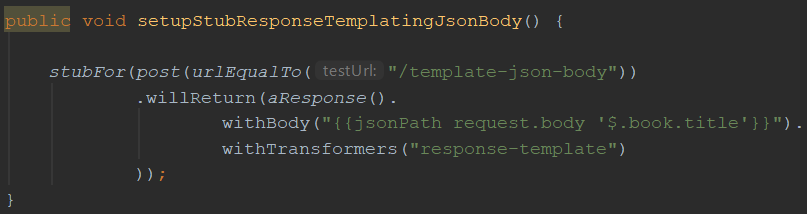 public void setupStubResponseTemplatingJsonBody() {
stubFor(post(urlEqualTo( testUrl: "/template-json-body"))
.willReturn(aResponse().
withBody("{{jsonPath request.body '$.book.title'}}").
withTransformers("response-template")
));
}